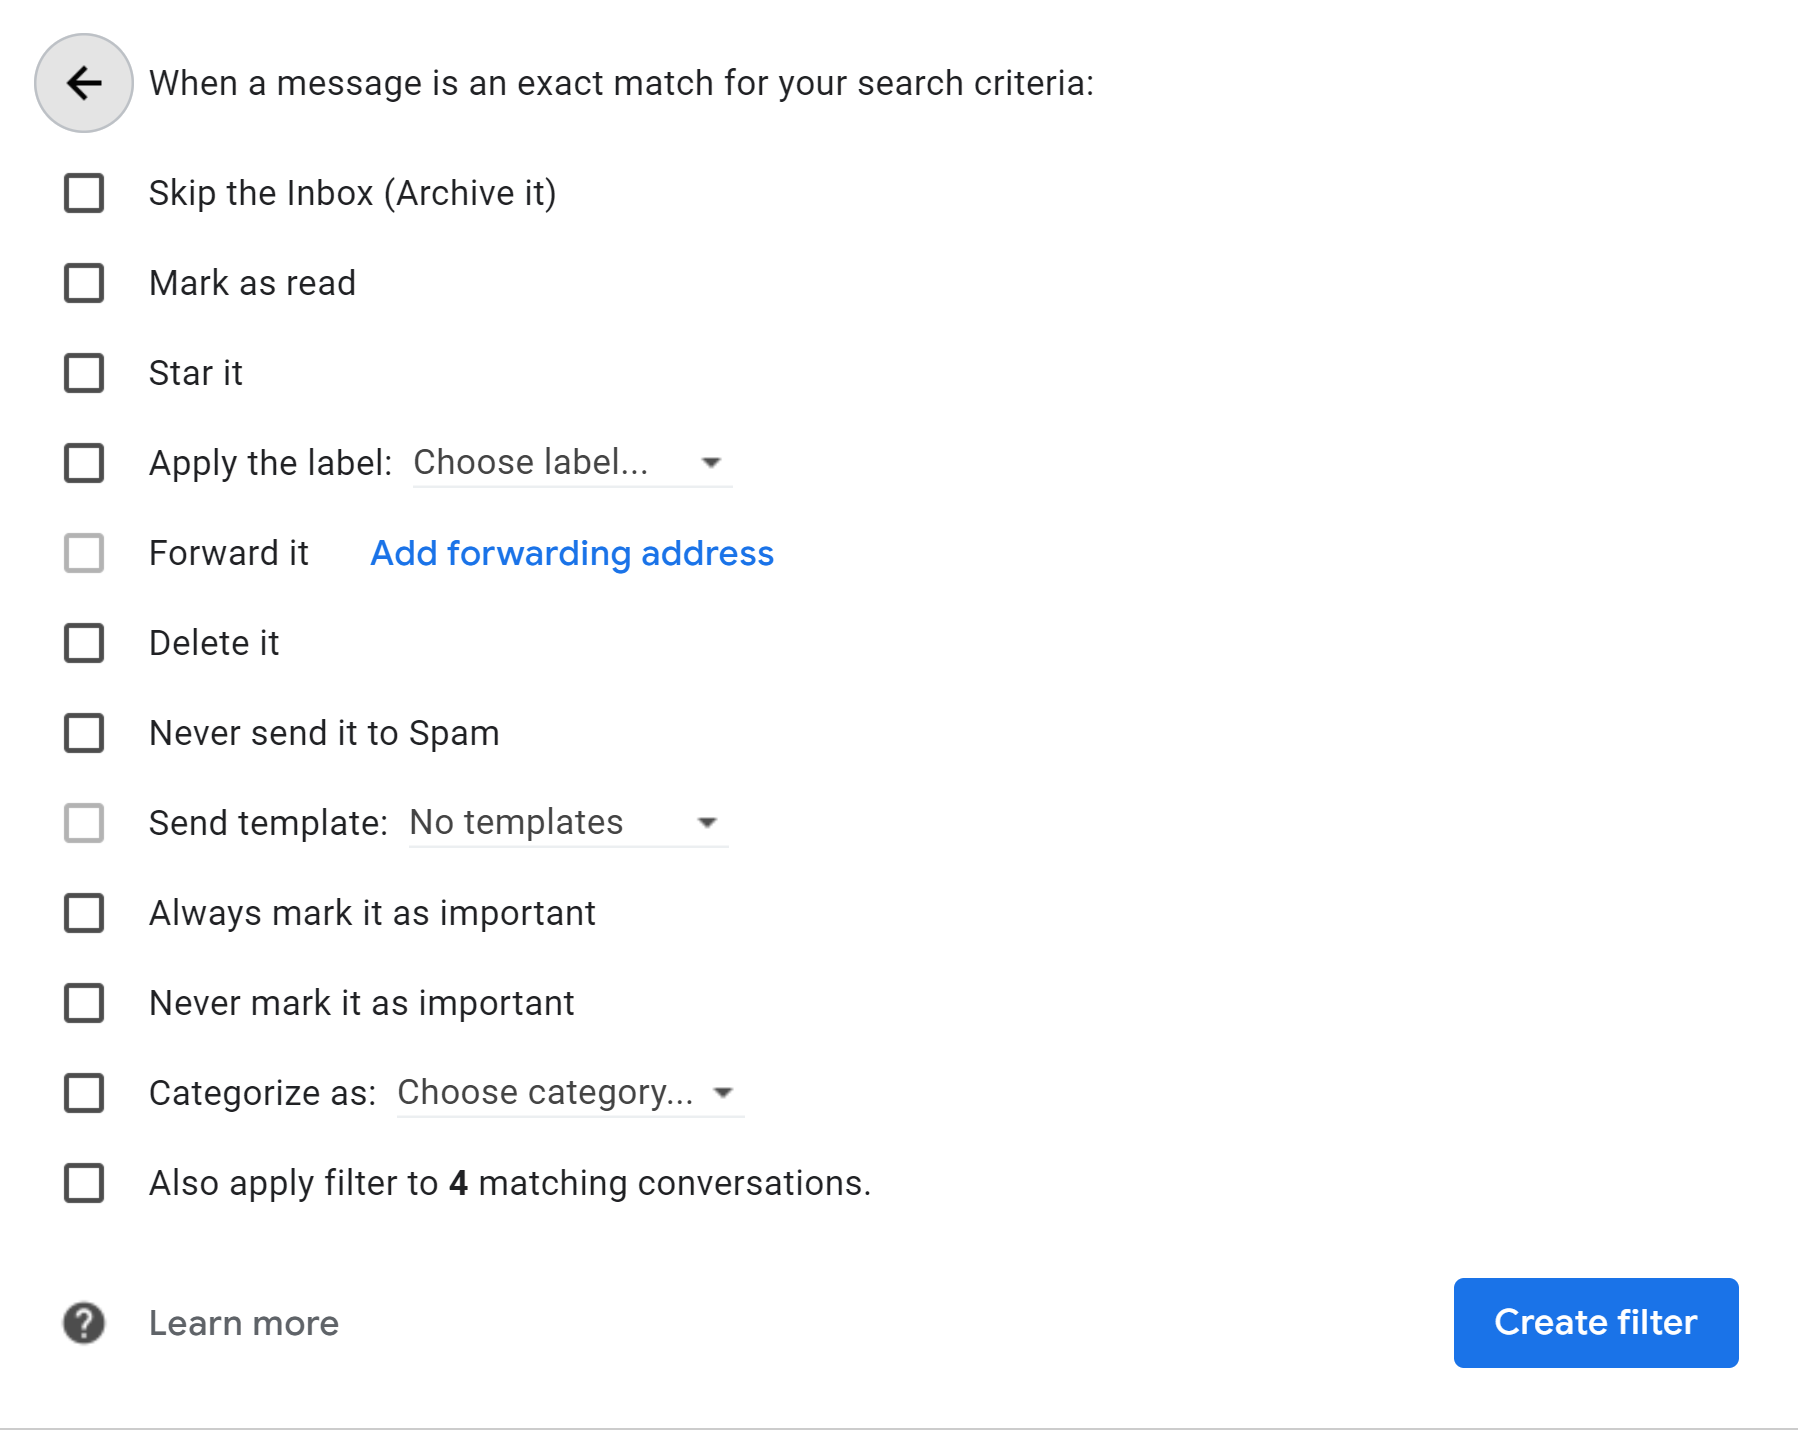 When a message is an exact match for your search criteria:
Skip the Inbox (Archive it)
Mark as read
Star it
Apply the label: Choose label...
Forward it Add forwarding address
Delete it
Never send it to Spam
Send template: No templates
Always mark it as important
Never mark it as important
Categorize as: Choose category...
Also apply filter to 4 matching conversations.
? Learn more Create filter